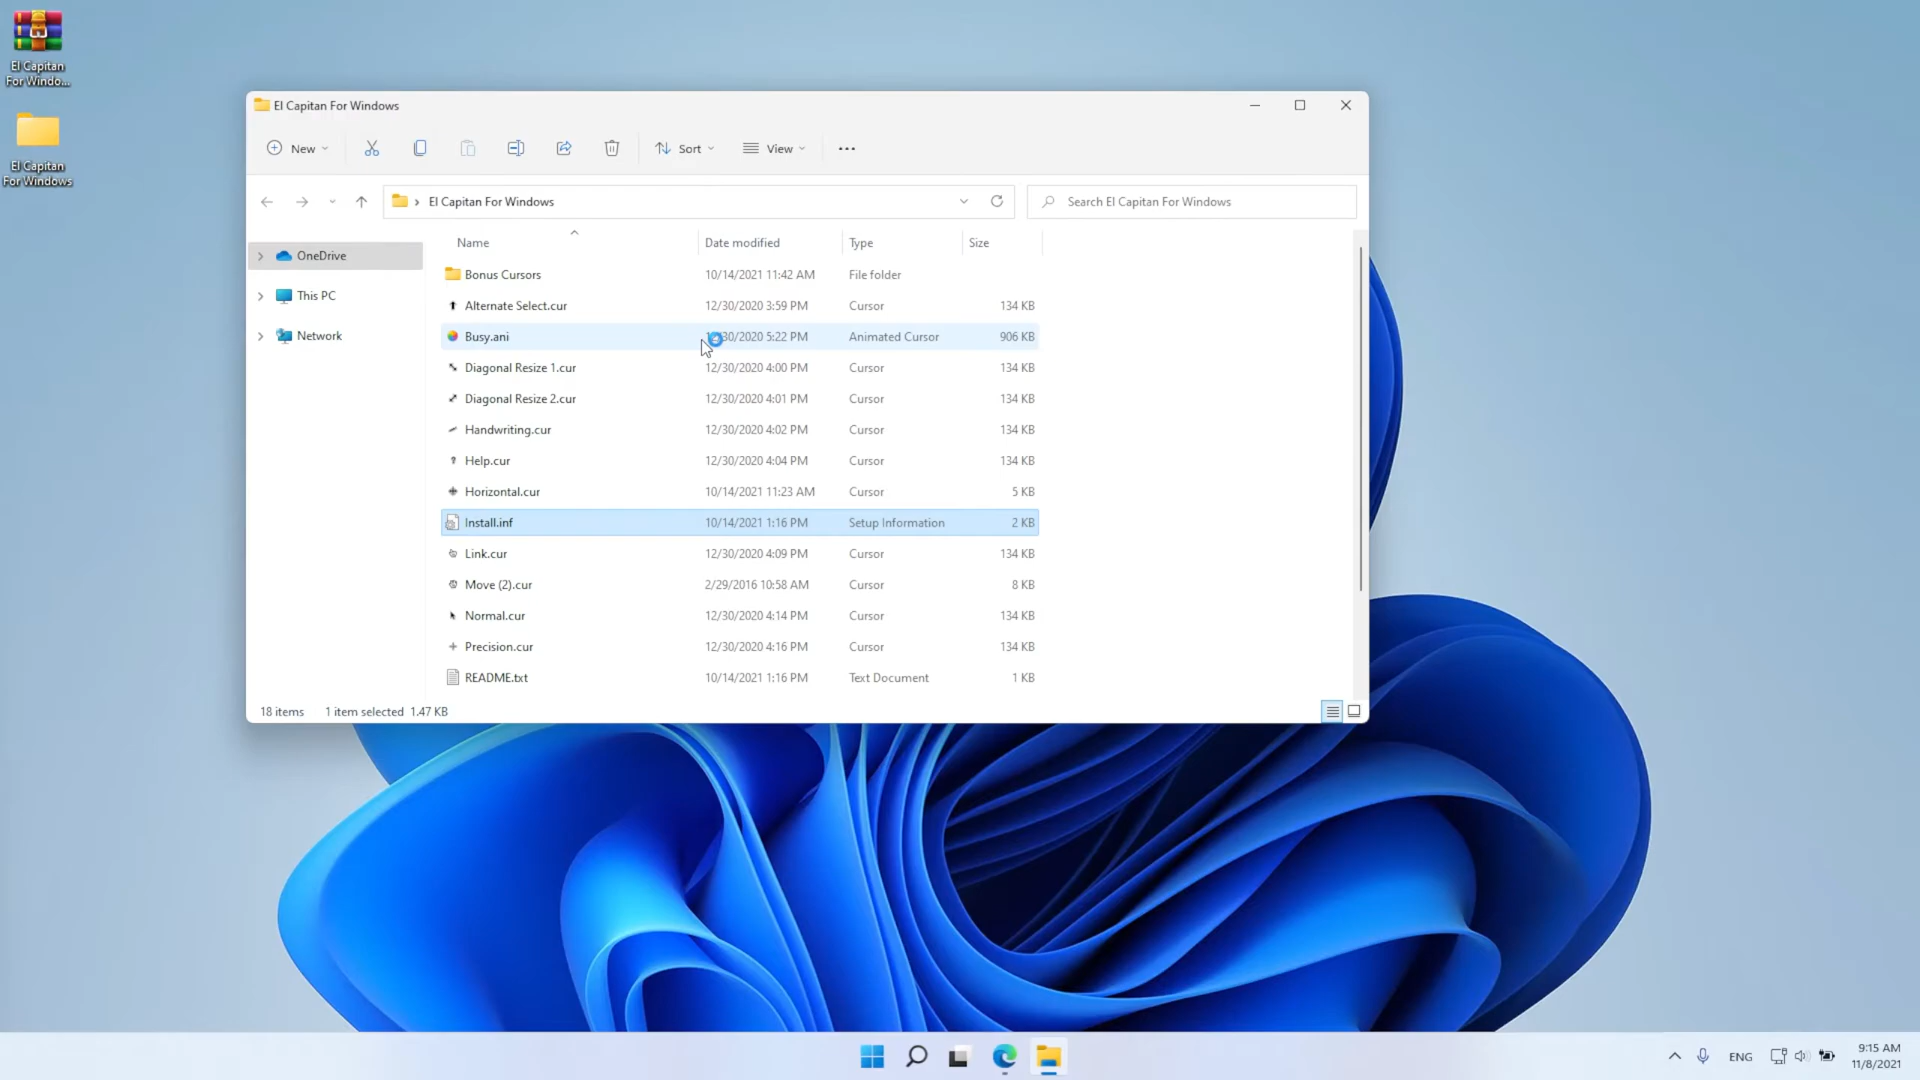 El Capitan
For Windo...
El Capitan
For Windows
El Capitan For Windows
New
Sort
View
El Capitan For Windows
Search El Capitan For Windows
OneDrive
This PC
Network
Name Date modified Type Size
Bonus Cursors 10/14/2021 11:42 AM File folder
Alternate Select.cur 12/30/2020 3:59 PM Cursor 134 KB
Busy.ani 30/2020 5:22 PM Animated Cursor 906 KB
Diagonal Resize 1.cur 12/30/2020 4:00 PM Cursor 134 KB
Diagonal Resize 2.cur 12/30/2020 4:01 PM Cursor 134 KB
Handwriting.cur 12/30/2020 4:02 PM Cursor 134 KB
Help.cur 12/30/2020 4:04 PM Cursor 134 KB
Horizontal.cur 10/14/2021 11:23 AM Cursor 5 KB
Install.inf 10/14/2021 1:16 PM Setup Information 2 KB
Link.cur 12/30/2020 4:09 PM Cursor 134 KB
Move (2).cur 2/29/2016 10:58 AM Cursor 8 KB
Normal.cur 12/30/2020 4:14 PM Cursor 134 KB
Precision.cur 12/30/2020 4:16 PM Cursor 134 KB
README.txt 10/14/2021 1:16 PM Text Document 1 KB
18 items 1 item selected 1.47 KB
ENG
9:15 AM
11/8/2021